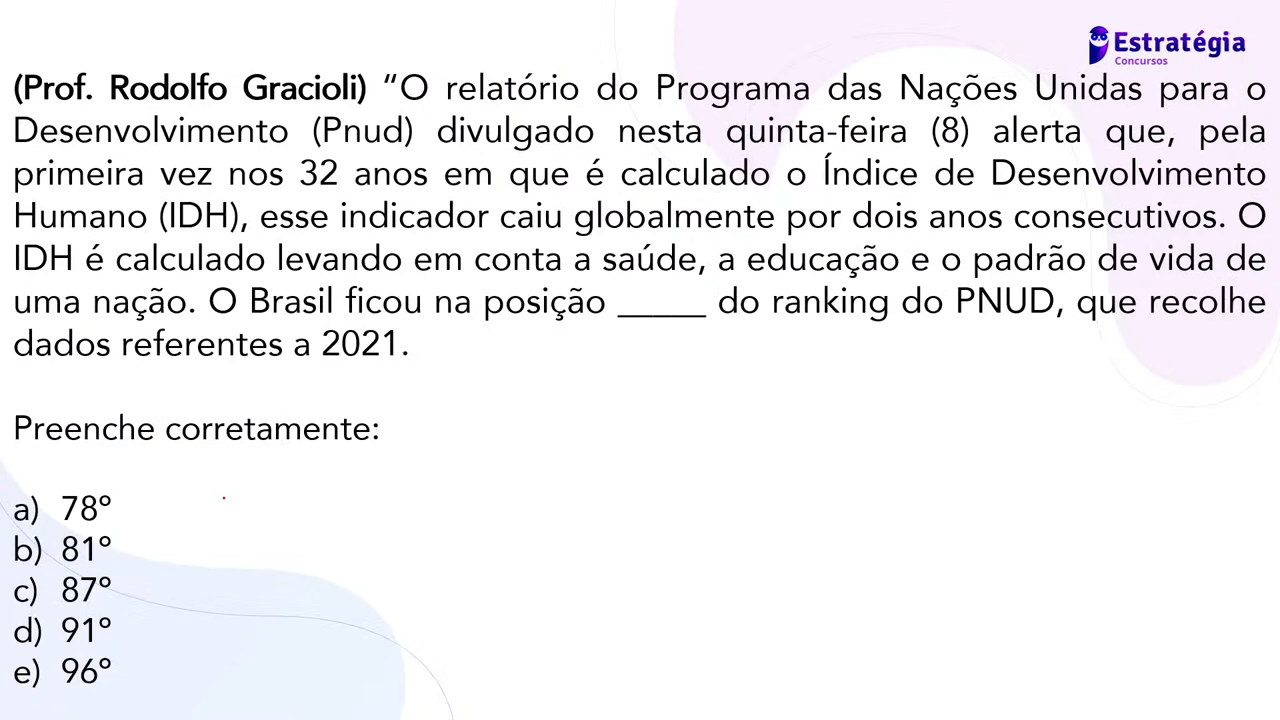 Estratégia
Concursos
(Prof. Rodolfo Gracioli) “O relatório do Programa das Nações Unidas para o
Desenvolvimento (Pnud) divulgado nesta quinta-feira (8) alerta que, pela
primeira vez nos 32 anos em que é calculado o Índice de Desenvolvimento
Humano (IDH), esse indicador caiu globalmente por dois anos consecutivos. O
IDH é calculado levando em conta a saúde, a educação e o padrão de vida de
uma nação. O Brasil ficou na posição _____ do ranking do PNUD, que recolhe
dados referentes a 2021.
Preenche corretamente:
a) 78°
b) 81°
c) 87°
d) 91°
e) 96°